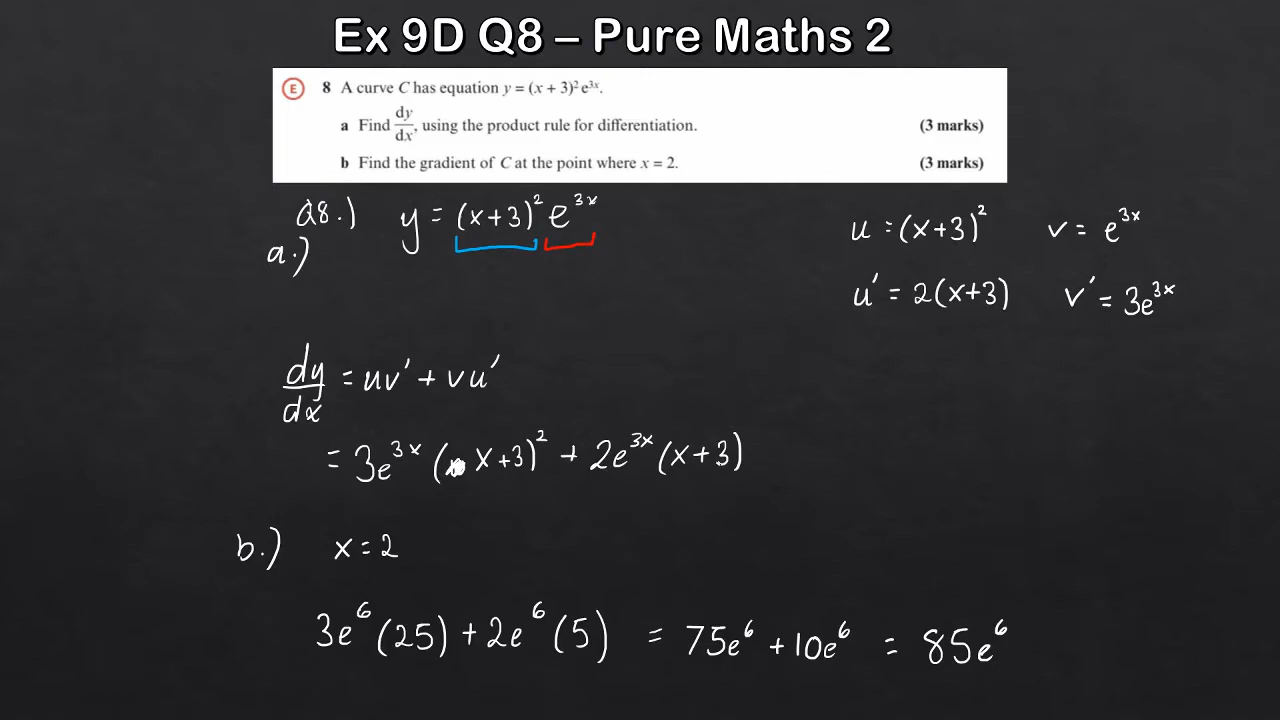 Ex 9D Q8 – Pure Maths 2
E 8 A curve C has equation y = (x + 3)² e³ˣ.
a Find dy/dx, using the product rule for differentiation. (3 marks)
b Find the gradient of C at the point where x = 2. (3 marks)
Q8.) y = (x+3)² e³ˣ
a.)
u = (x+3)² v = e³ˣ
u' = 2(x+3) v' = 3e³ˣ
dy/dx = uv' + vu'
= 3e³ˣ (x+3)² + 2e³ˣ (x+3)
b.) x = 2
3e⁶ (25) + 2e⁶ (5) = 75e⁶ + 10e⁶ = 85e⁶